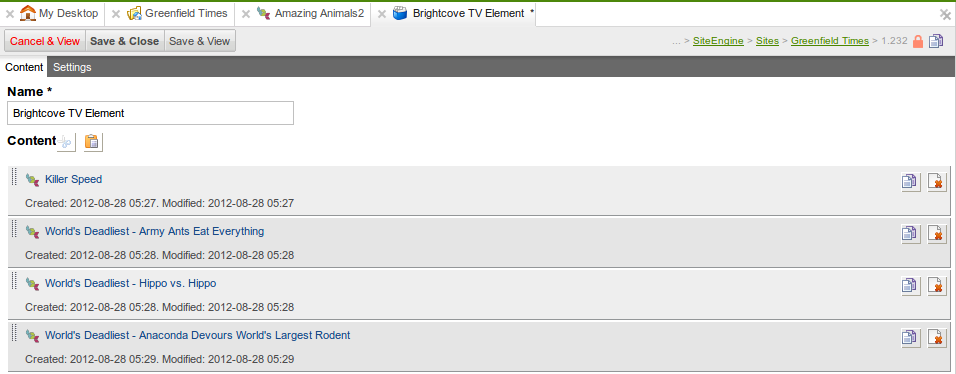 My Desktop Greenfield Times Amazing Animals2 Brightcove TV Element *
Cancel & View Save & Close Save & View ... > SiteEngine > Sites > Greenfield Times > 1.232
Content Settings
Name *
Brightcove TV Element
Content
Killer Speed
Created: 2012-08-28 05:27. Modified: 2012-08-28 05:27
World's Deadliest - Army Ants Eat Everything
Created: 2012-08-28 05:28. Modified: 2012-08-28 05:28
World's Deadliest - Hippo vs. Hippo
Created: 2012-08-28 05:28. Modified: 2012-08-28 05:28
World's Deadliest - Anaconda Devours World's Largest Rodent
Created: 2012-08-28 05:29. Modified: 2012-08-28 05:29